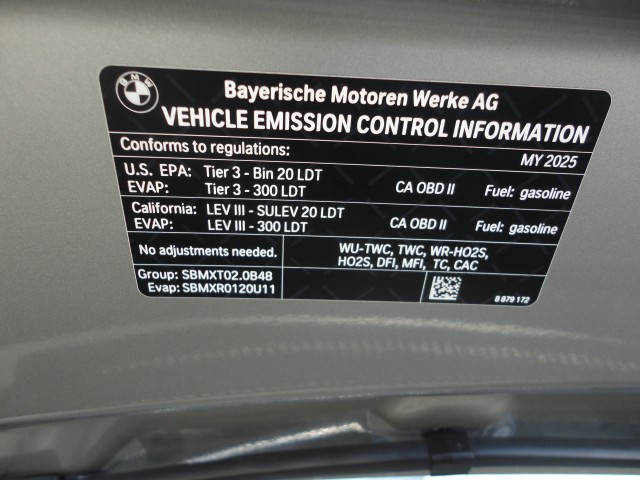 BMW
Bayerische Motoren Werke AG
VEHICLE EMISSION CONTROL INFORMATION
Conforms to regulations: MY 2025
U.S. EPA: Tier 3 - Bin 20 LDT
EVAP: Tier 3 - 300 LDT CA OBD II Fuel: gasoline
California: LEV III - SULEV 20 LDT
EVAP: LEV III - 300 LDT CA OBD II Fuel: gasoline
No adjustments needed.
WU-TWC, TWC, WR-HO2S,
HO2S, DFI, MFI, TC, CAC
Group: SBMXT02.0B48
Evap: SBMXR0120U11
8 879 172